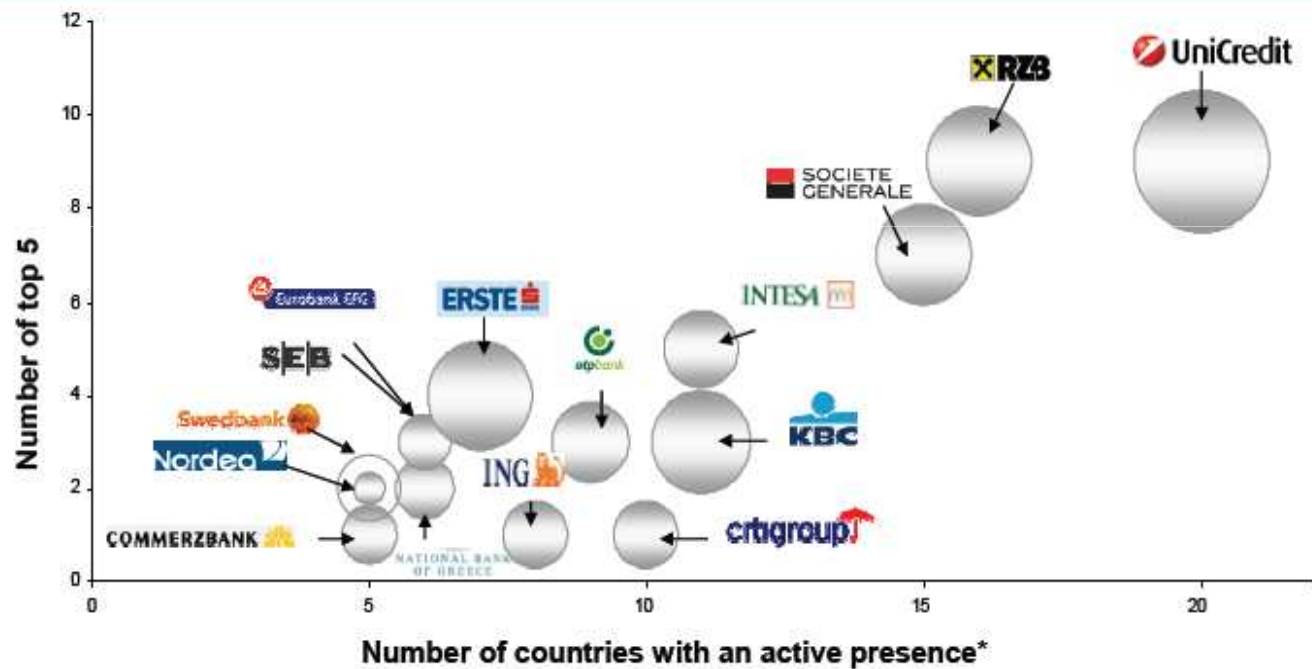 12
UniCredit
RZB
10
SOCIETE
GENERALE
8
Number of top 5
6
Eurobank EFG
ERSTE
INTESA
SEB
otpbank
4
Swedbank
KBC
Nordea
ING
2
COMMERZBANK
citigroup
NATIONAL BANK
OF GREECE
0
0
5
10
15
20
Number of countries with an active presence*